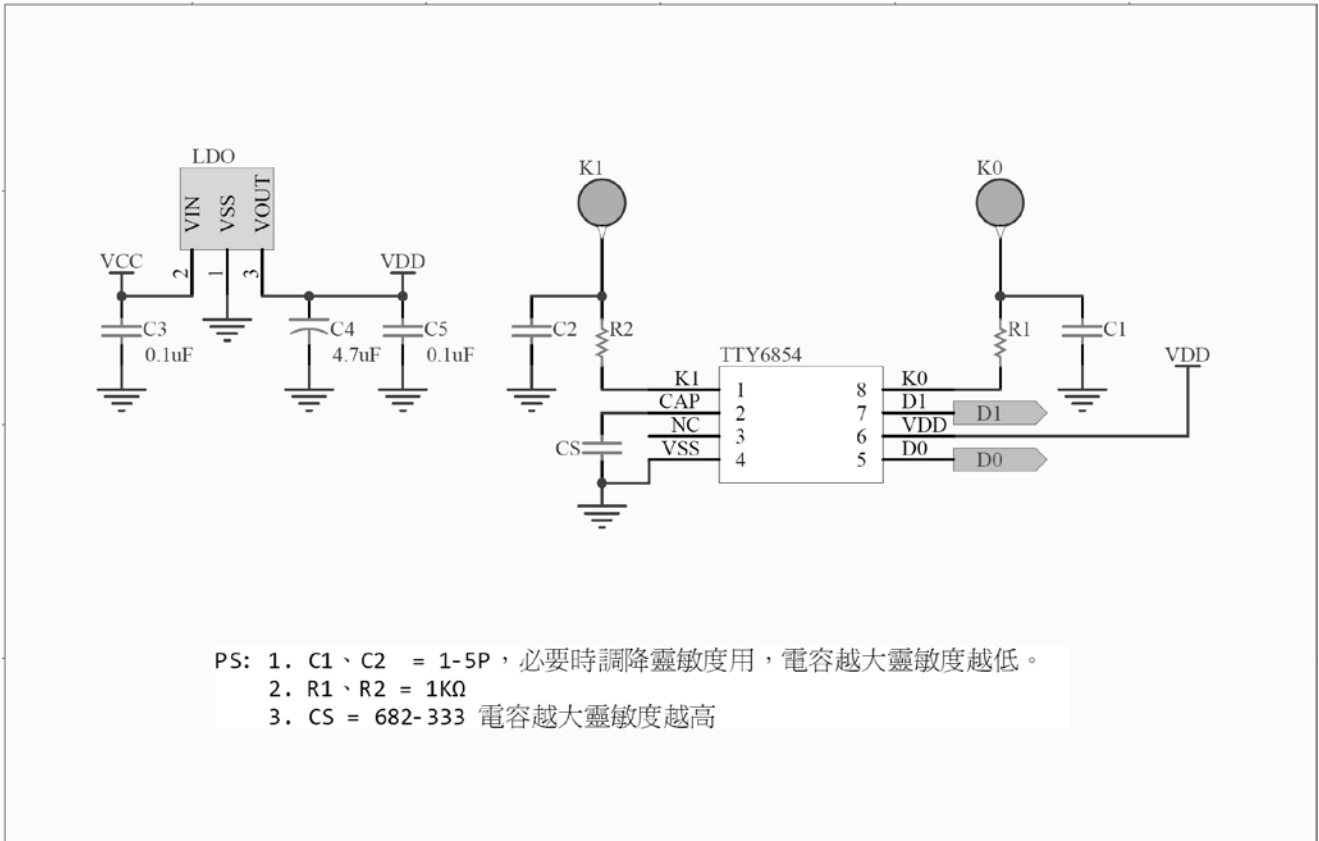 LDO
VIN
VSS
VOUT
2
1
3
VCC
VDD
C3
0.1uF
C4
4.7uF
C5
0.1uF
K1
K0
C2
R2
R1
C1
VDD
TTY6854
K1
1
8
K0
CAP
2
7
D1
D1
NC
3
6
VDD
VSS
4
5
D0
D0
CS
PS: 1. C1、C2 = 1-5P,必要時調降靈敏度用,電容越大靈敏度越低。
2. R1、R2 = 1KΩ
3. CS = 682-333 電容越大靈敏度越高